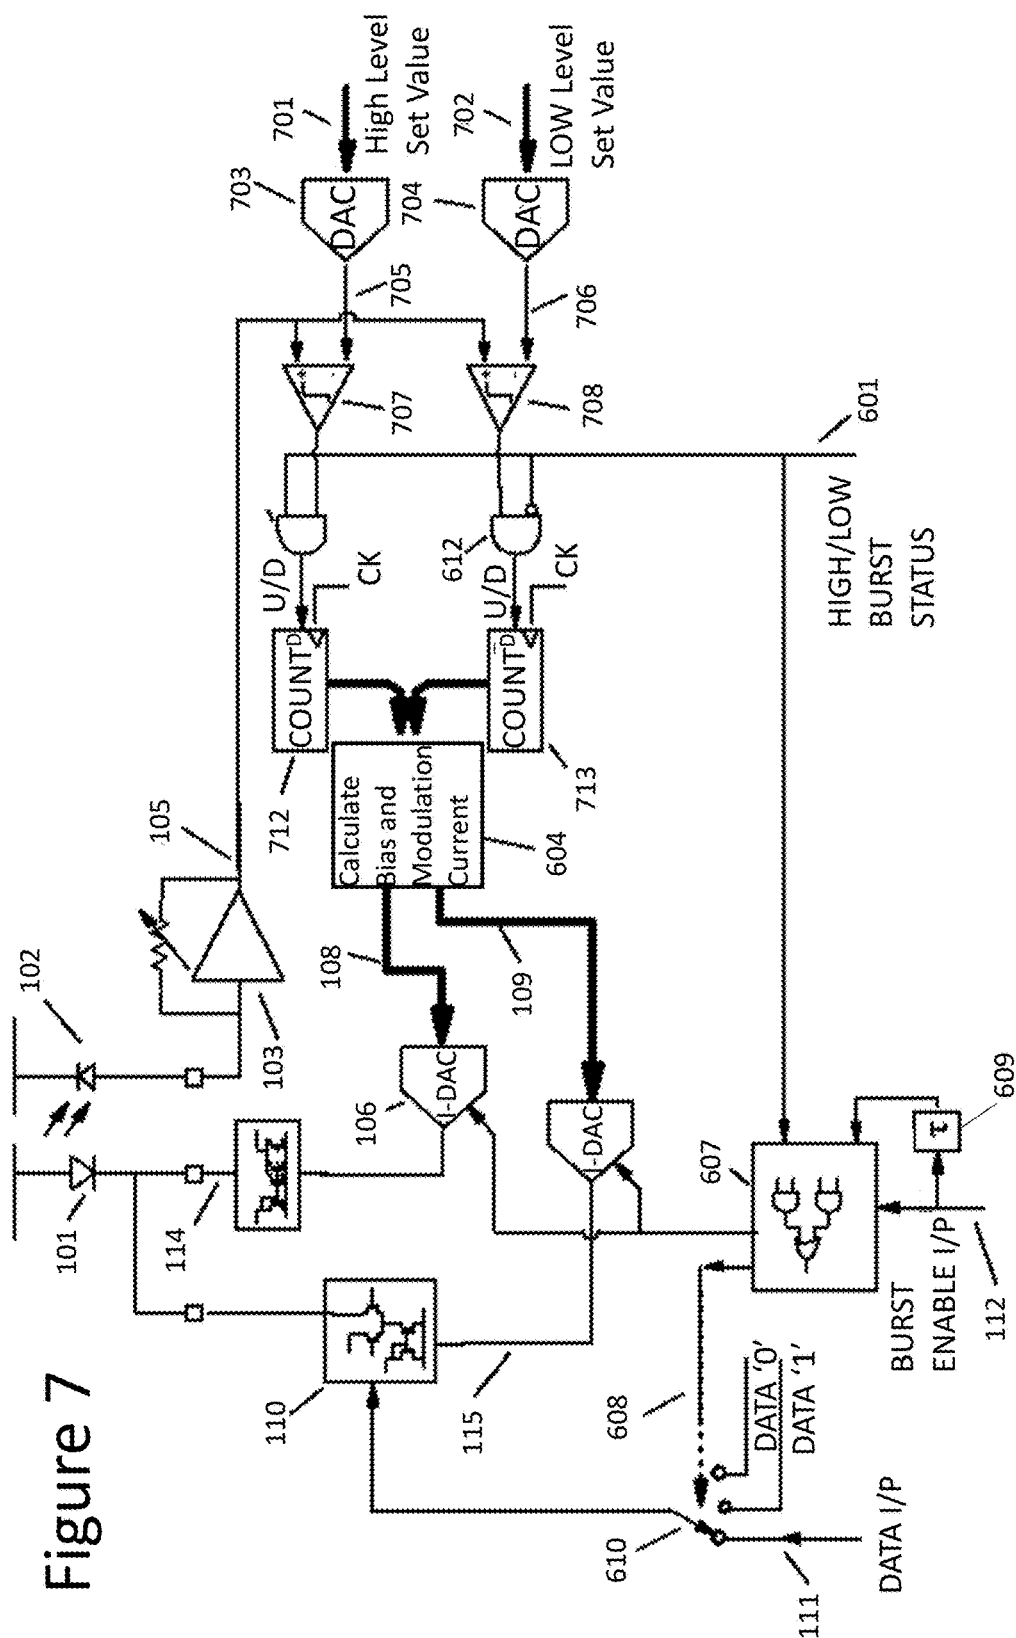 Figure 7
101
102
105
103
114
110
115
106
I-DAC
I-DAC
108
109
Calculate
Bias and
Modulation
Current
604
712
COUNT
D
U/D
CK
713
COUNT
D
U/D
CK
612
707
+
-
708
+
-
705
706
703
DAC
704
DAC
701
High Level
Set Value
702
LOW Level
Set Value
601
HIGH/LOW
BURST
STATUS
607
609
τ
BURST
ENABLE I/P
112
608
DATA '0'
DATA '1'
610
111
DATA I/P